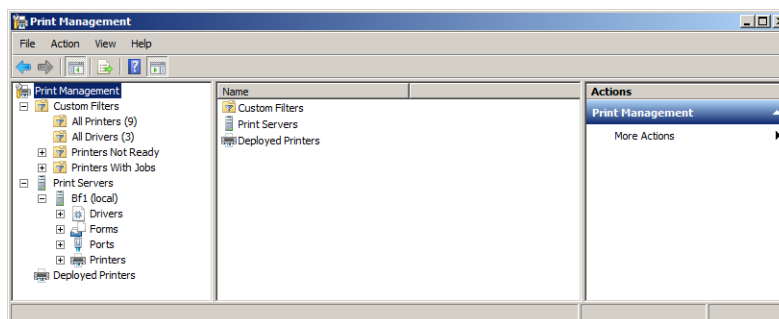 Print Management
File Action View Help
Print Management
Custom Filters
All Printers (9)
All Drivers (3)
Printers Not Ready
Printers With Jobs
Print Servers
Bf1 (local)
Drivers
Forms
Ports
Printers
Deployed Printers
Name
Custom Filters
Print Servers
Deployed Printers
Actions
Print Management
More Actions